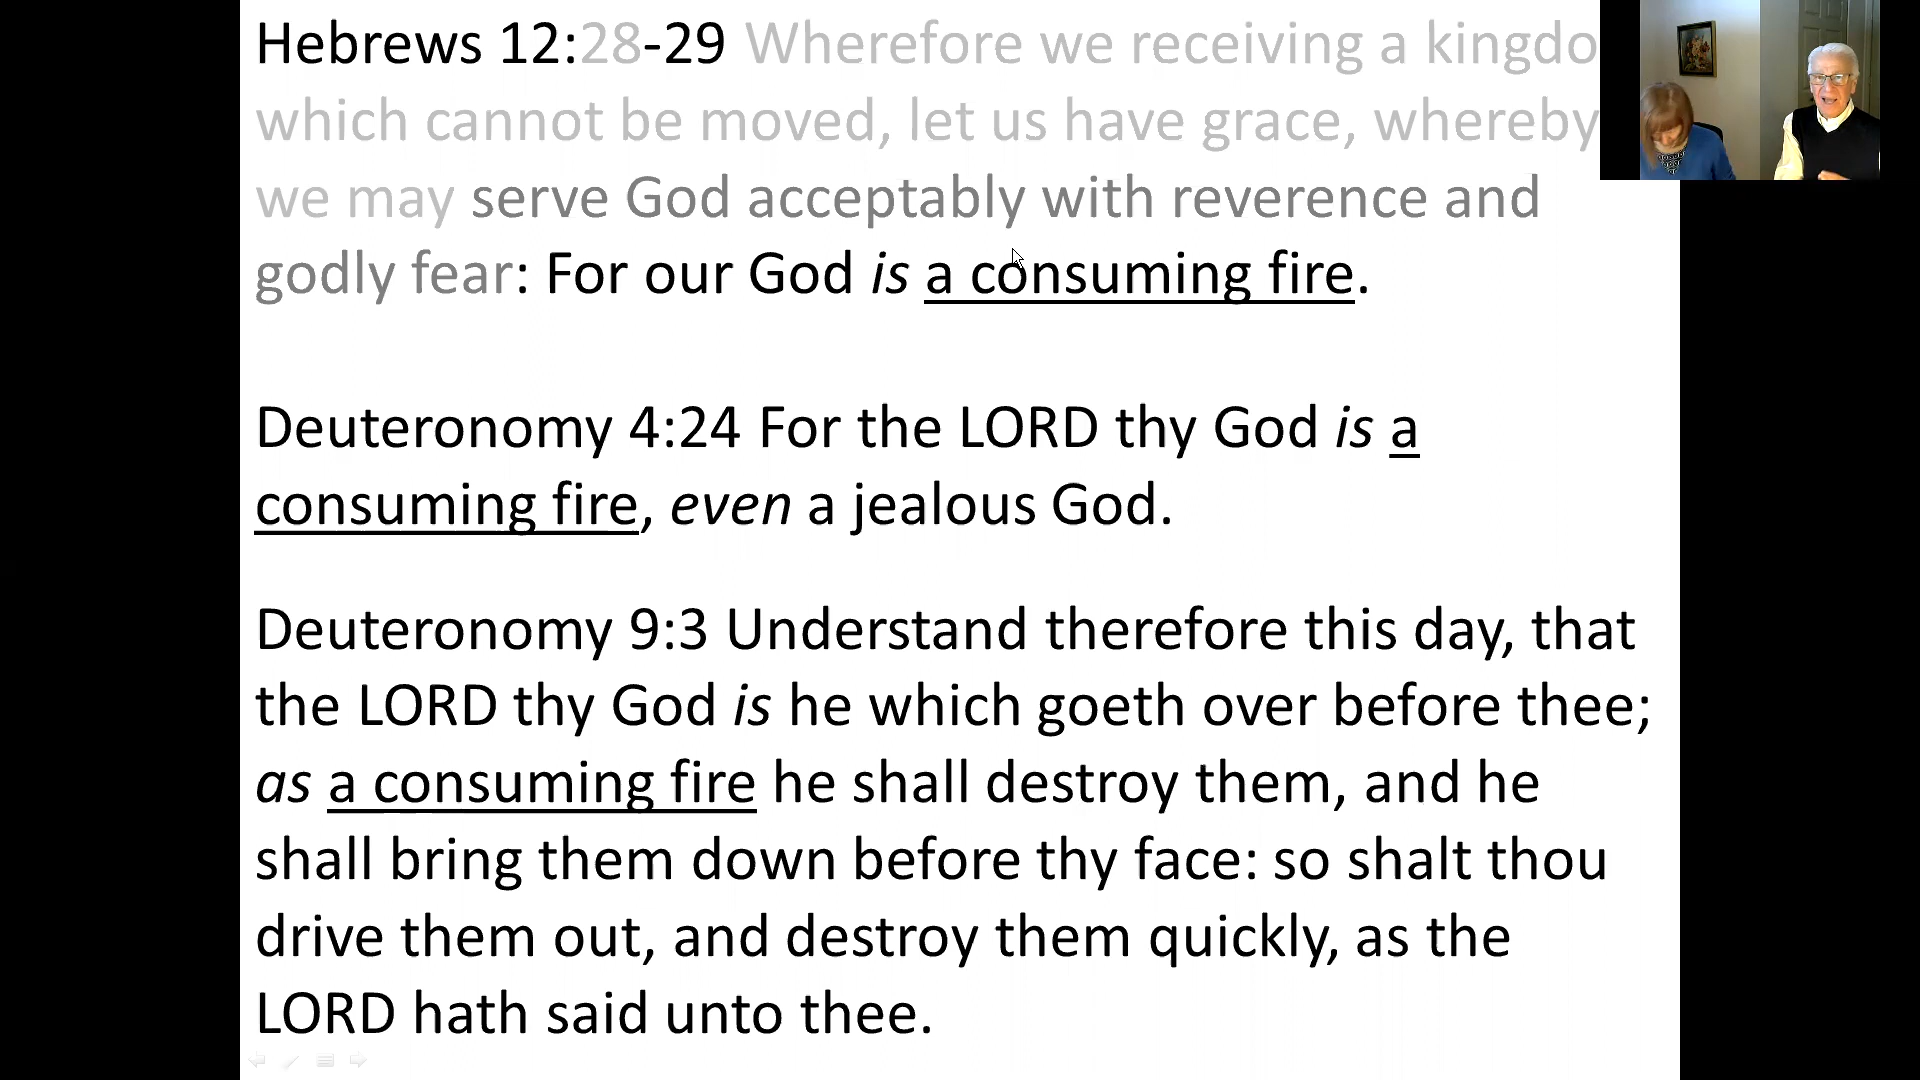 Hebrews 12:28-29 Wherefore we receiving a kingdo
which cannot be moved, let us have grace, whereby
we may serve God acceptably with reverence and
godly fear: For our God is a consuming fire.
Deuteronomy 4:24 For the LORD thy God is a
consuming fire, even a jealous God.
Deuteronomy 9:3 Understand therefore this day, that
the LORD thy God is he which goeth over before thee;
as a consuming fire he shall destroy them, and he
shall bring them down before thy face: so shalt thou
drive them out, and destroy them quickly, as the
LORD hath said unto thee.